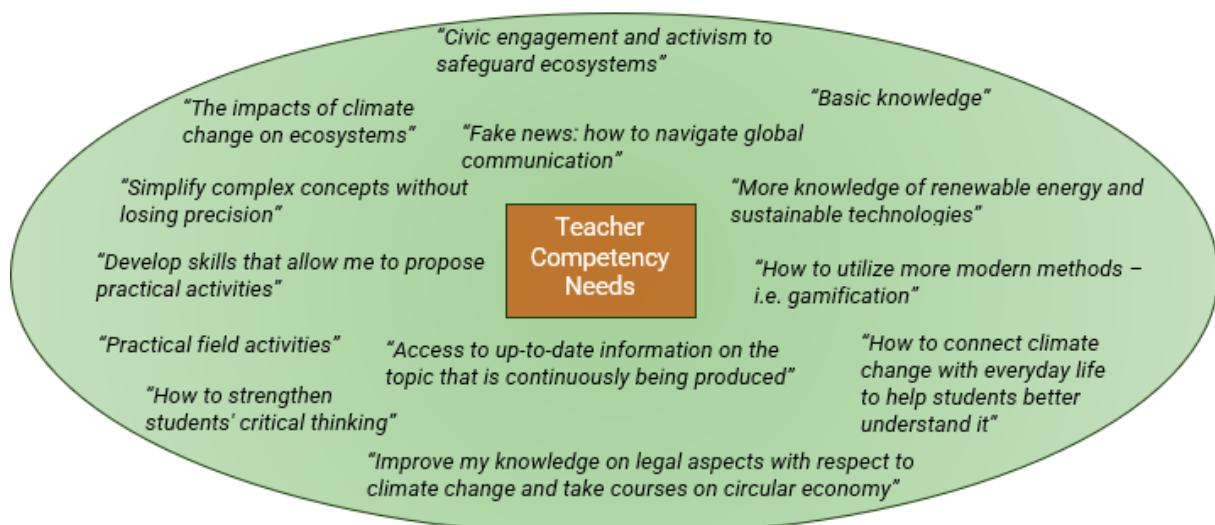 “Civic engagement and activism to
safeguard ecosystems”
“Basic knowledge”
“The impacts of climate
change on ecosystems”
“Fake news: how to navigate global
communication”
“Simplify complex concepts without
losing precision”
“More knowledge of renewable energy and
sustainable technologies”
Teacher
Competency
Needs
“Develop skills that allow me to propose
practical activities”
“How to utilize more modern methods –
i.e. gamification”
“Practical field activities”
“Access to up-to-date information on the
topic that is continuously being produced”
“How to connect climate
change with everyday life
to help students better
understand it”
“How to strengthen
students' critical thinking”
“Improve my knowledge on legal aspects with respect to
climate change and take courses on circular economy”